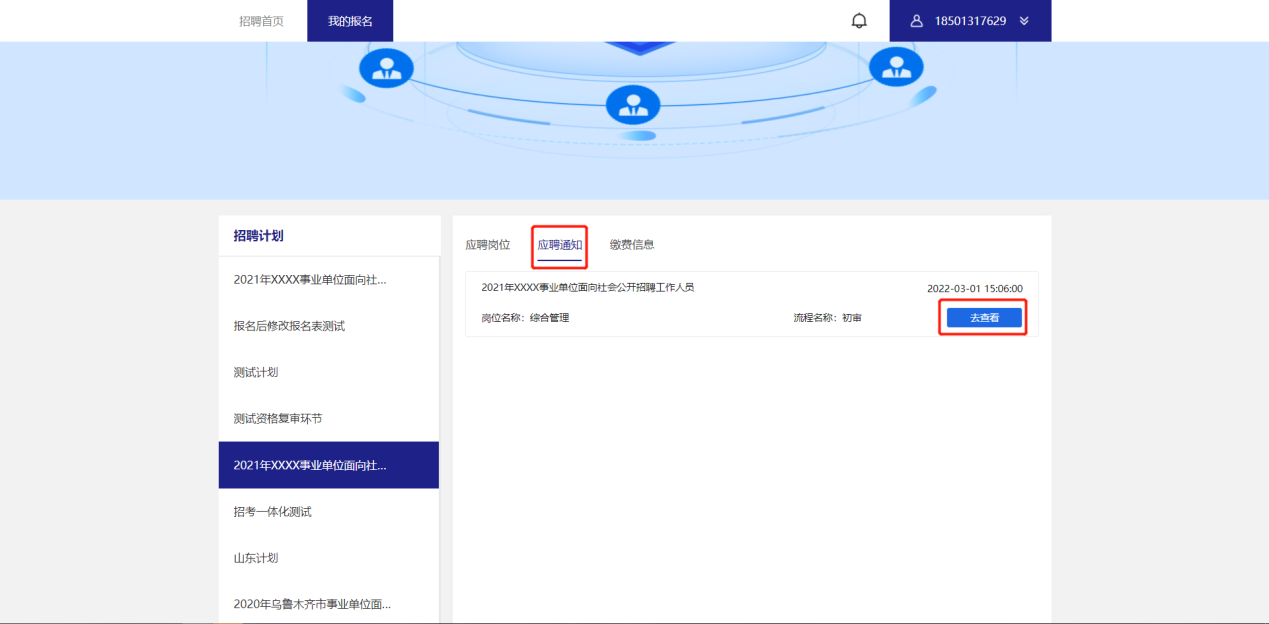 招聘首页
我的报名
18501317629
招聘计划
2021年XXXX事业单位面向社...
报名后修改报名表测试
测试计划
测试资格复审环节
2021年XXXX事业单位面向社...
招考一体化测试
山东计划
2020年乌鲁木齐市事业单位面...
应聘岗位 应聘通知 缴费信息
2021年XXXX事业单位面向社会公开招聘工作人员 2022-03-01 15:06:00
岗位名称：综合管理 流程名称：初审 去查看